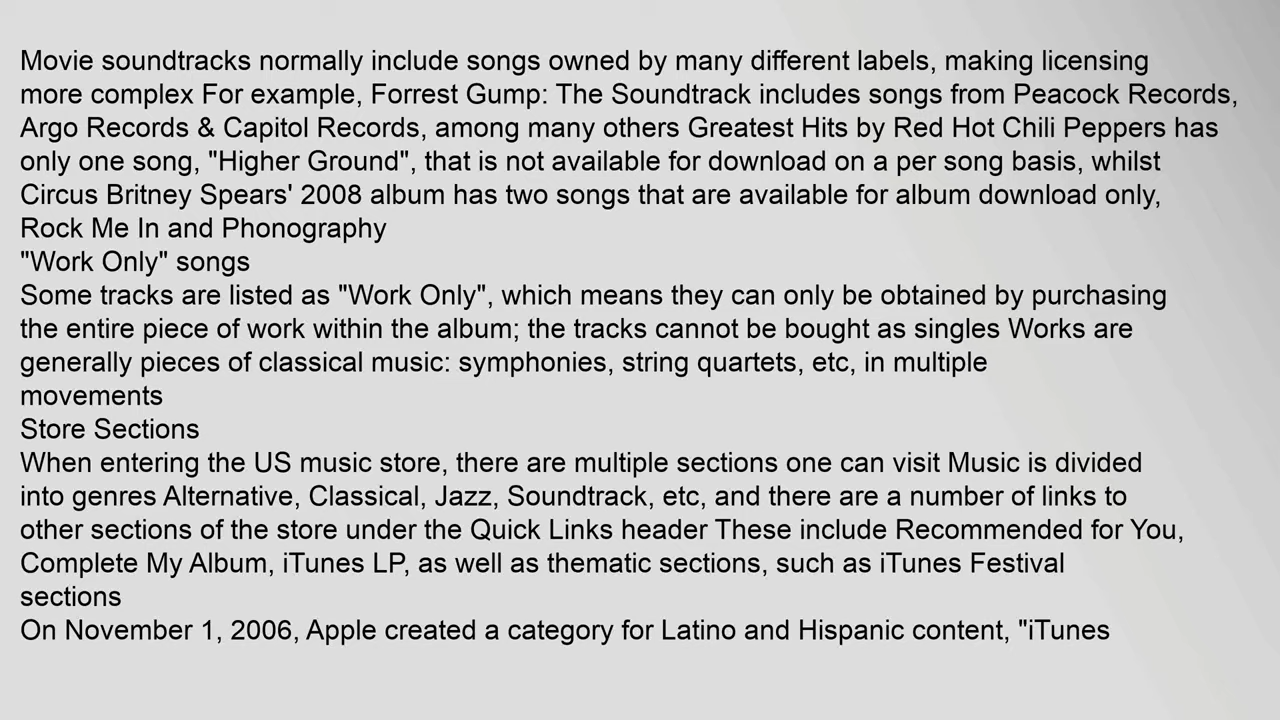 Movie soundtracks normally include songs owned by many different labels, making licensing
more complex For example, Forrest Gump: The Soundtrack includes songs from Peacock Records,
Argo Records & Capitol Records, among many others Greatest Hits by Red Hot Chili Peppers has
only one song, "Higher Ground", that is not available for download on a per song basis, whilst
Circus Britney Spears' 2008 album has two songs that are available for album download only,
Rock Me In and Phonography
"Work Only" songs
Some tracks are listed as "Work Only", which means they can only be obtained by purchasing
the entire piece of work within the album; the tracks cannot be bought as singles Works are
generally pieces of classical music: symphonies, string quartets, etc, in multiple
movements
Store Sections
When entering the US music store, there are multiple sections one can visit Music is divided
into genres Alternative, Classical, Jazz, Soundtrack, etc, and there are a number of links to
other sections of the store under the Quick Links header These include Recommended for You,
Complete My Album, iTunes LP, as well as thematic sections, such as iTunes Festival
sections
On November 1, 2006, Apple created a category for Latino and Hispanic content, "iTunes